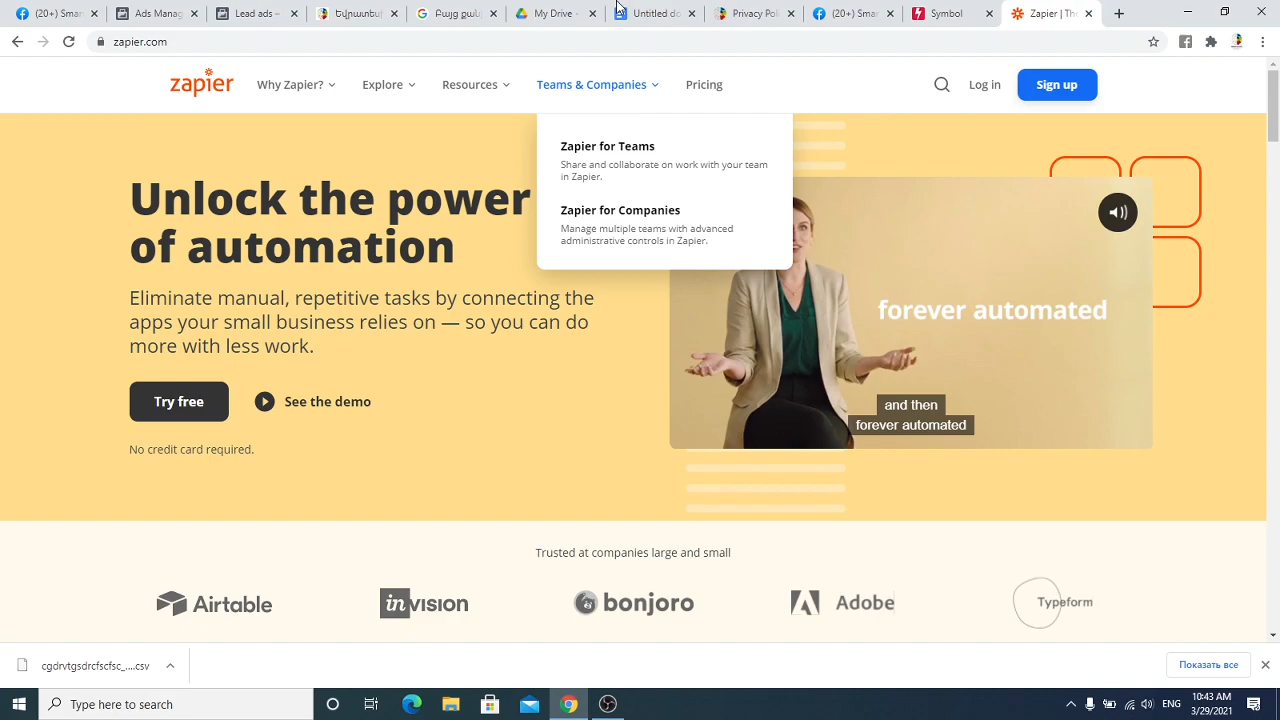 (20+) Smar
Ads Manag
Leads ads –
ანკეტირებ
Google გუგლ
My Drive -
Untitled do
Privacy Pol
(20+) Smar
Symbol
Zapier | Th
zapier.com
zapier
Why Zapier?
Explore
Resources
Teams & Companies
Pricing
Log in
Sign up
Zapier for Teams
Share and collaborate on work with your team
in Zapier.
Zapier for Companies
Manage multiple teams with advanced
administrative controls in Zapier.
Unlock the power
of automation
Eliminate manual, repetitive tasks by connecting the
apps your small business relies on — so you can do
more with less work.
Try free
See the demo
No credit card required.
forever automated
and then
forever automated
Trusted at companies large and small
Airtable
invision
bonjoro
Adobe
Typeform
cgdrvtgsdrcfscfsc_....csv
Показать все
Type here to search
ENG
10:43 AM
3/29/2021